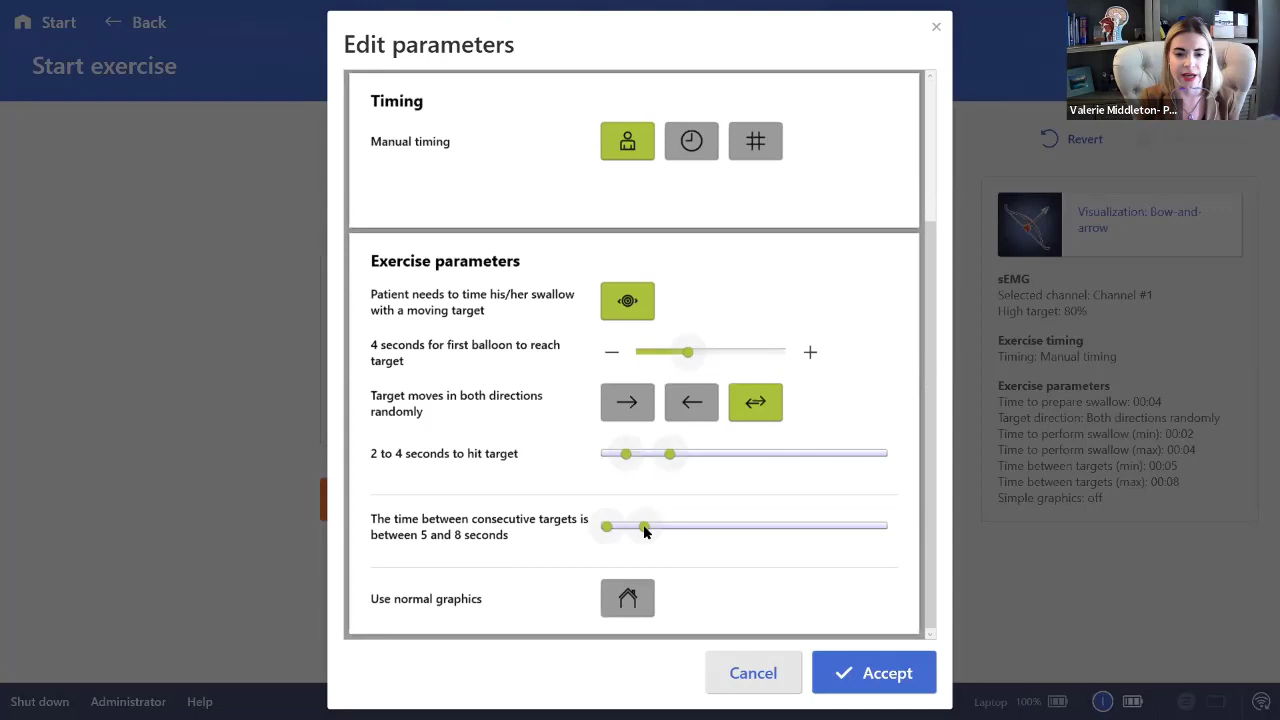 Start
Back
Start exercise
Edit parameters
Timing
Manual timing
Exercise parameters
Patient needs to time his/her swallow
with a moving target
4 seconds for first balloon to reach
target
Target moves in both directions
randomly
2 to 4 seconds to hit target
The time between consecutive targets is
between 5 and 8 seconds
Use normal graphics
Cancel
Accept
Valerie Middleton- P...
Revert
Visualization: Bow-and-
arrow
sEMG
Selected channel: Channel #1
High target: 80%
Exercise timing
Timing: Manual timing
Exercise parameters
Time to prepare swallow: 00:04
Target direction: Both directions randomly
Time to perform swallow (min): 00:02
Time to perform swallow (max): 00:04
Time between targets (min): 00:05
Time between targets (max): 00:08
Simple graphics: off
Shut down
Administrator
Help
Laptop 100%